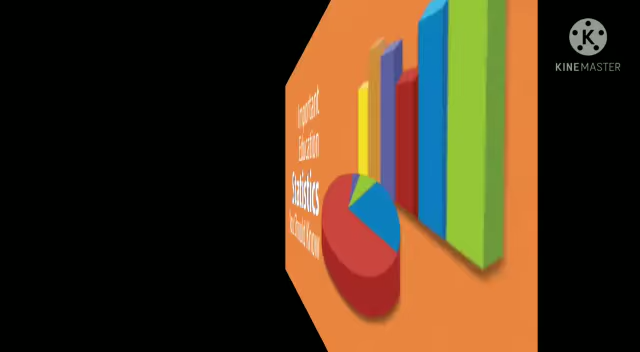 Important
Education
Statistics
You Should Know
KINEMASTER